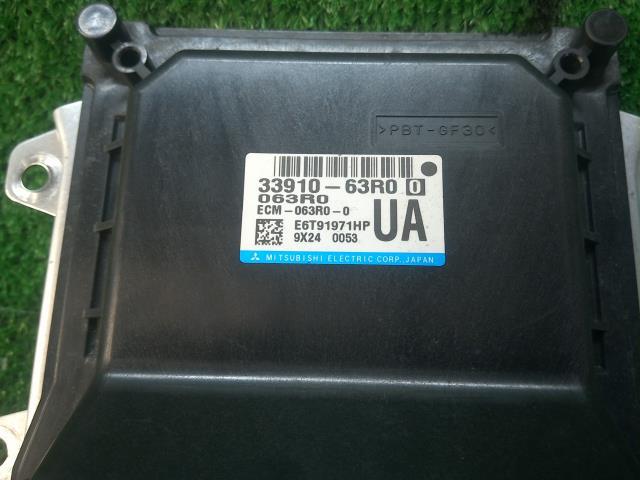 >PBT-GF30<
33910-63R0 0
063R0
ECM-063R0-0
E6T91971HP
9X24 0053
UA
MITSUBISHI ELECTRIC CORP., JAPAN